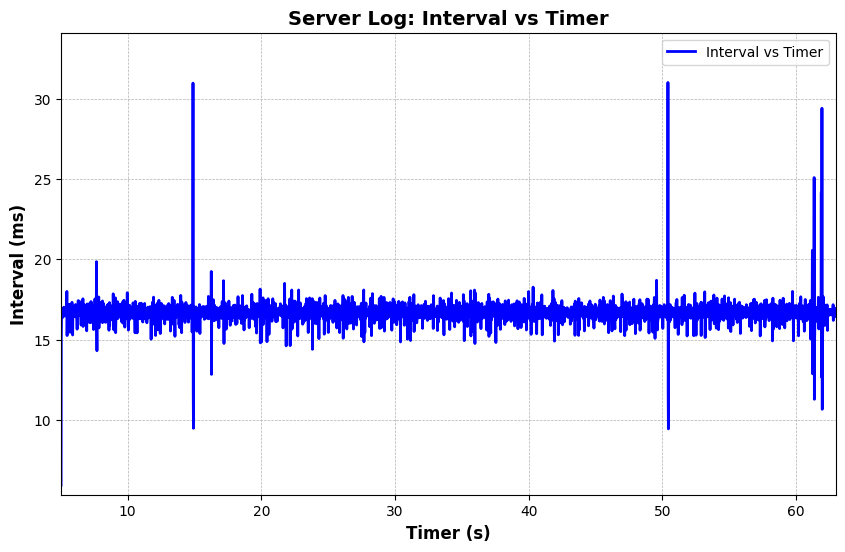 Server Log: Interval vs Timer
Interval vs Timer
30
25
20
15
10
Interval (ms)
10 20 30 40 50 60
Timer (s)